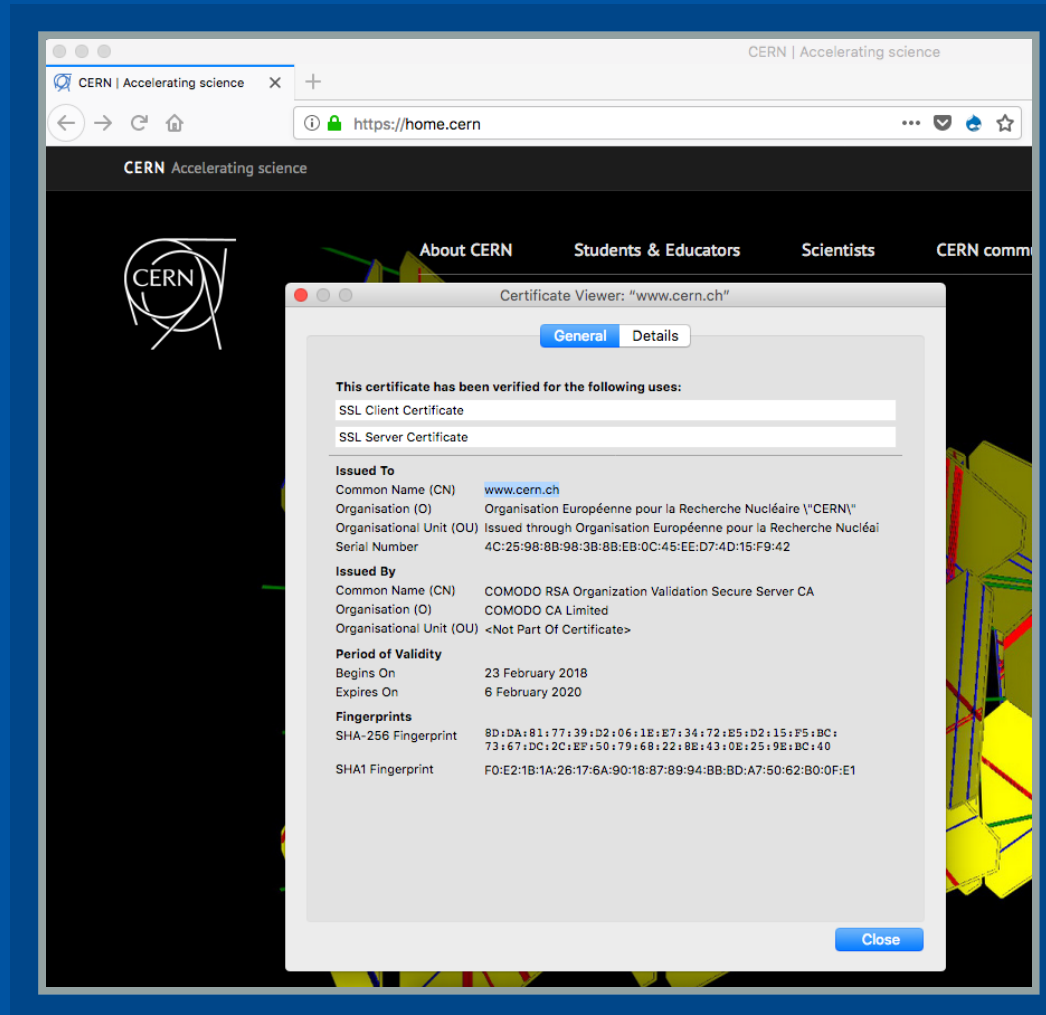 CERN | Accelerating science
CERN | Accelerating science
https://home.cern
CERN Accelerating science
CERN
About CERN Students & Educators Scientists CERN commu
Certificate Viewer: “www.cern.ch”
General Details
This certificate has been verified for the following uses:
SSL Client Certificate
SSL Server Certificate
Issued To
Common Name (CN) www.cern.ch
Organisation (O) Organisation Européenne pour la Recherche Nucléaire \"CERN\"
Organisational Unit (OU) Issued through Organisation Européenne pour la Recherche Nucléai
Serial Number 4C:25:98:8B:98:3B:8B:EB:0C:45:EE:D7:4D:15:F9:42
Issued By
Common Name (CN) COMODO RSA Organization Validation Secure Server CA
Organisation (O) COMODO CA Limited
Organisational Unit (OU) <Not Part Of Certificate>
Period of Validity
Begins On 23 February 2018
Expires On 6 February 2020
Fingerprints
SHA-256 Fingerprint 8D:DA:81:77:39:D2:06:1E:E7:34:72:E5:D2:15:F5:BC:
73:67:DC:2C:EF:50:79:68:22:8E:43:0E:25:9E:BC:40
SHA1 Fingerprint F0:E2:1B:1A:26:17:6A:90:18:87:89:94:BB:BD:A7:50:62:B0:0F:E1
Close